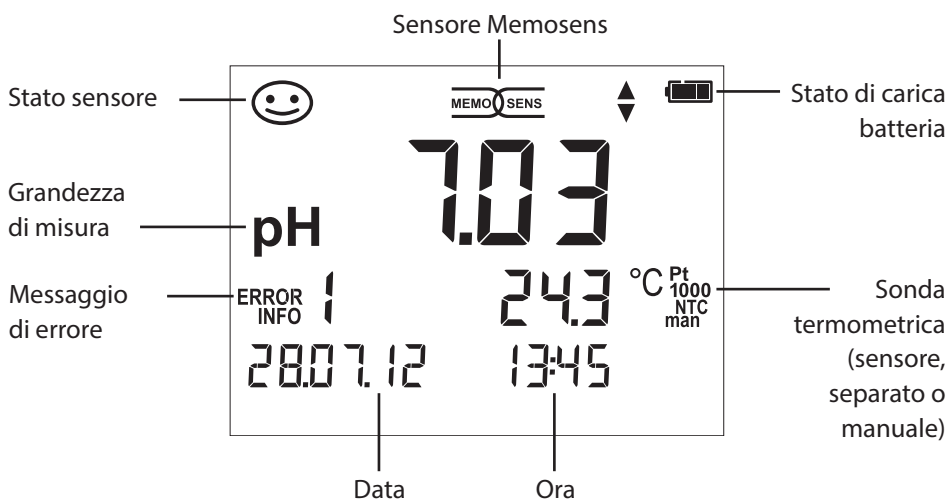 Sensore Memosens
Stato sensore
MEMO SENS
Stato di carica
batteria
7.03
Grandezza
di misura
pH
Messaggio
di errore
ERROR
INFO
1
24.3
°C
Pt
1000
NTC
man
Sonda
termometrica
(sensore,
separato o
manuale)
28.07.12
13:45
Data
Ora